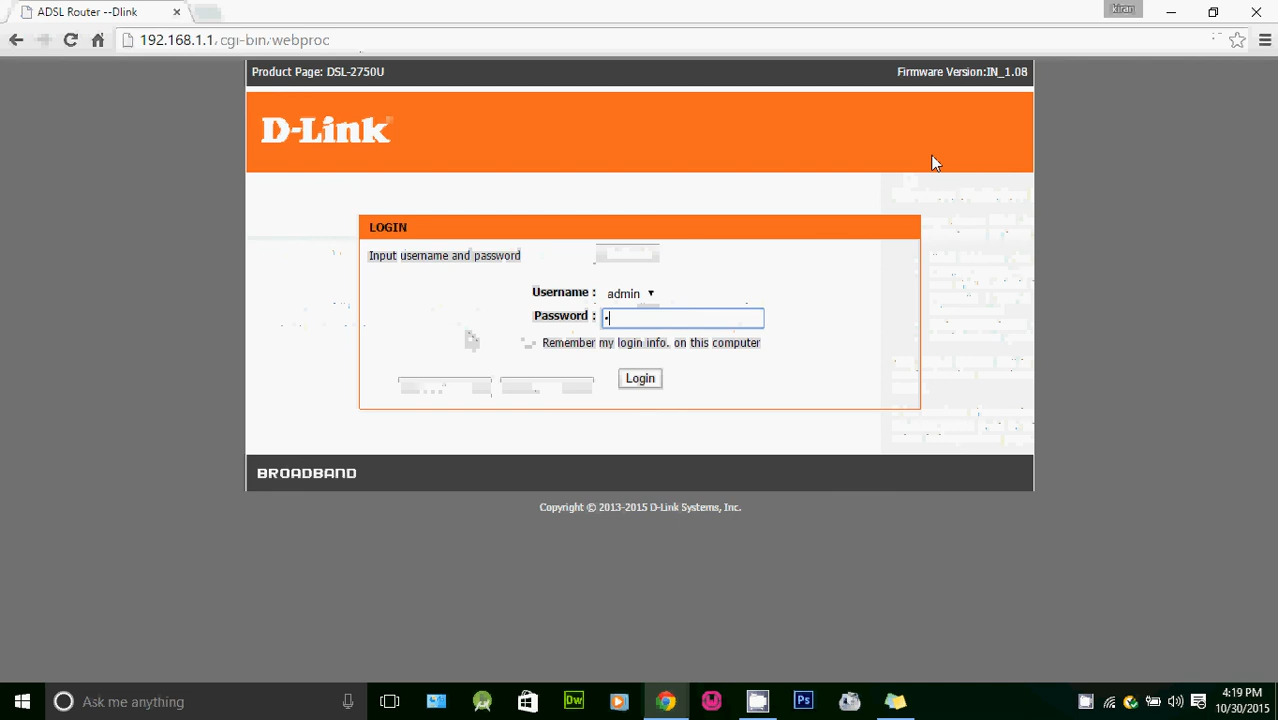 ADSL Router --Dlink
kiran
192.168.1.1/cgi-bin/webproc
Product Page: DSL-2750U
Firmware Version:IN_1.08
D-Link
LOGIN
Input username and password
Username :
admin
Password :
Remember my login info. on this computer
Login
BROADBAND
Copyright © 2013-2015 D-Link Systems, Inc.
Ask me anything
Dw
Ps
4:19 PM
10/30/2015